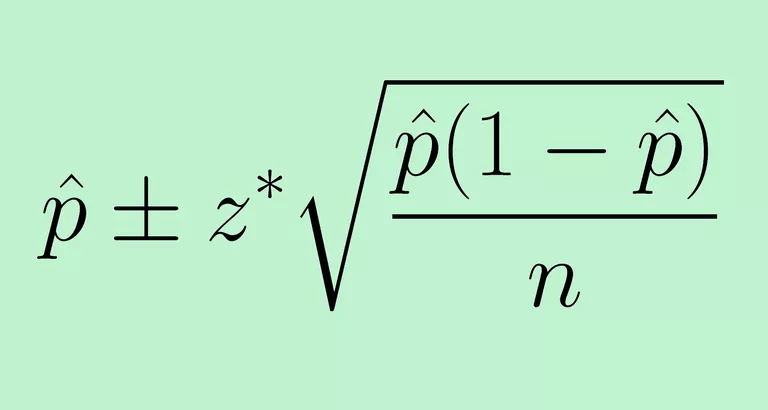 p̂ ± z* √(p̂(1 − p̂)/n)